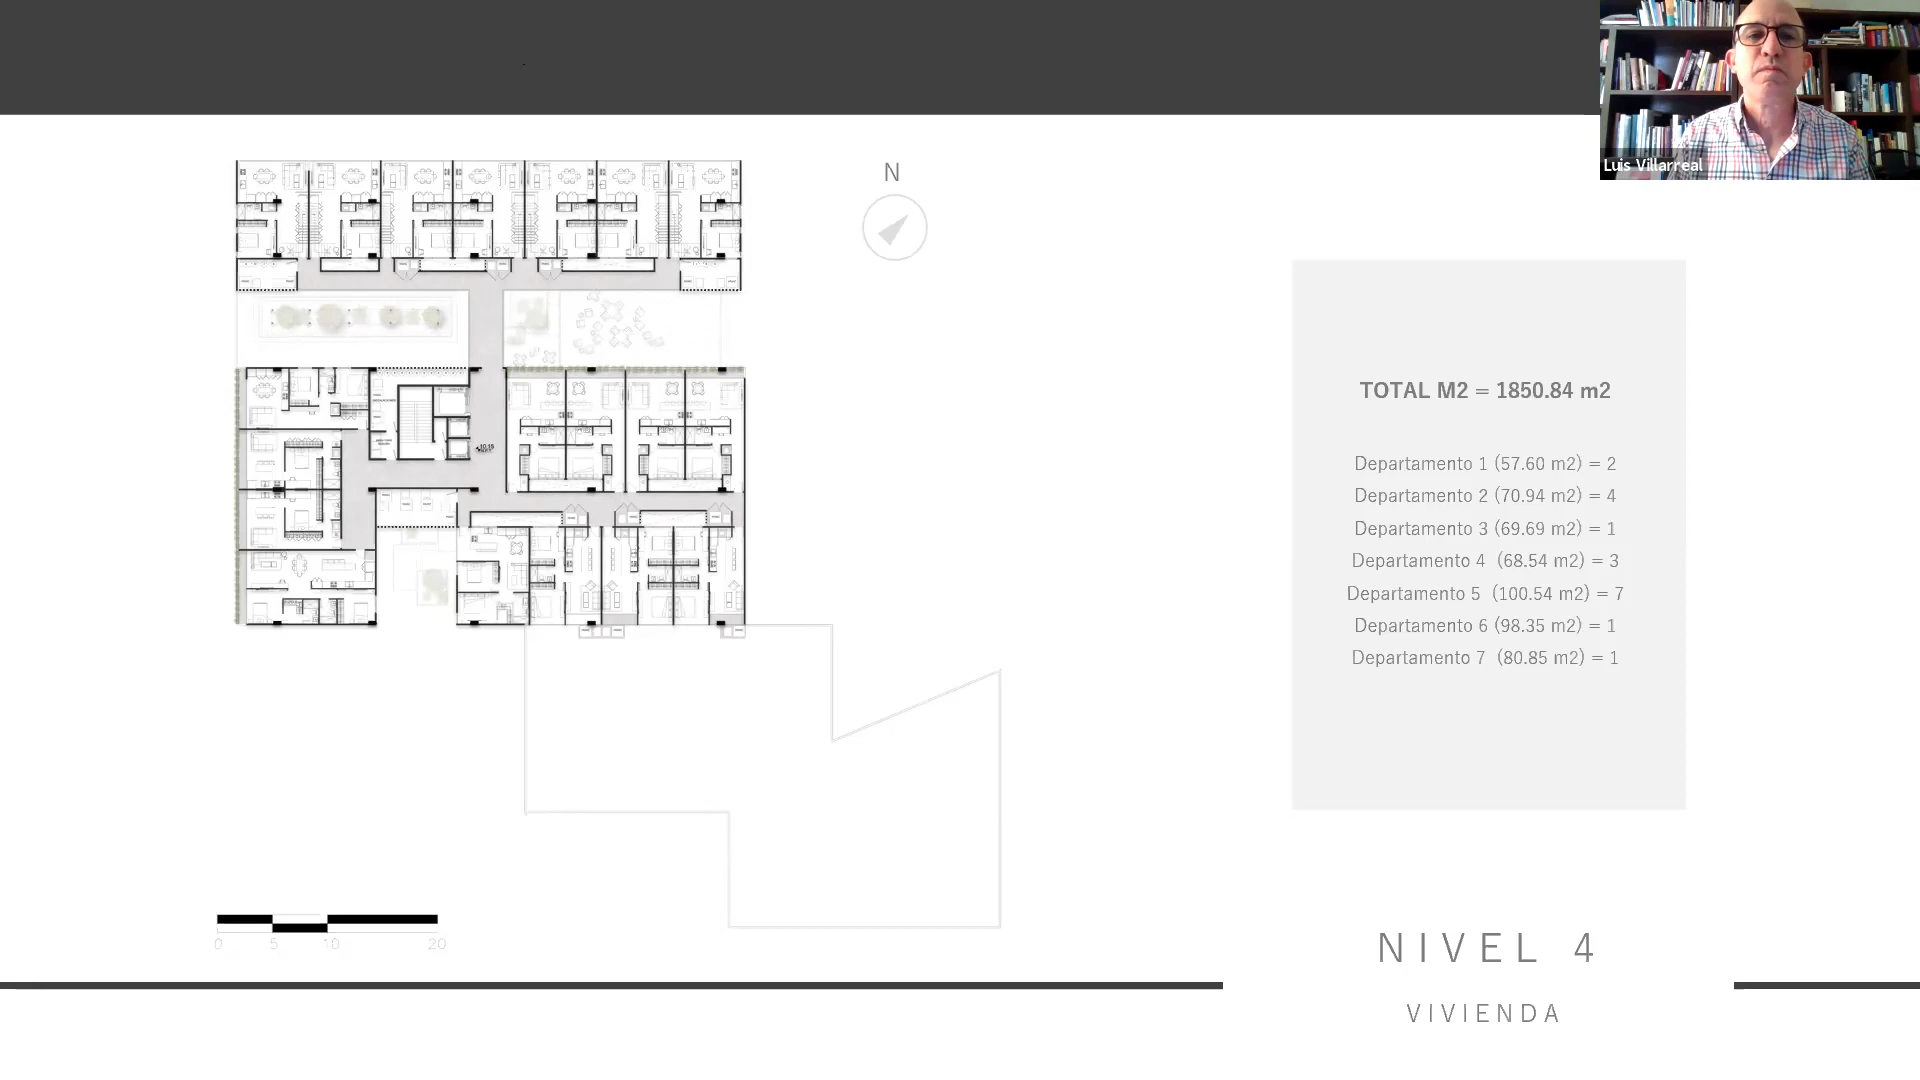 Luis Villarreal
N
TOTAL M2 = 1850.84 m2
Departamento 1 (57.60 m2) = 2
Departamento 2 (70.94 m2) = 4
Departamento 3 (69.69 m2) = 1
Departamento 4 (68.54 m2) = 3
Departamento 5 (100.54 m2) = 7
Departamento 6 (98.35 m2) = 1
Departamento 7 (80.85 m2) = 1
0 5 10 20
NIVEL 4
VIVIENDA